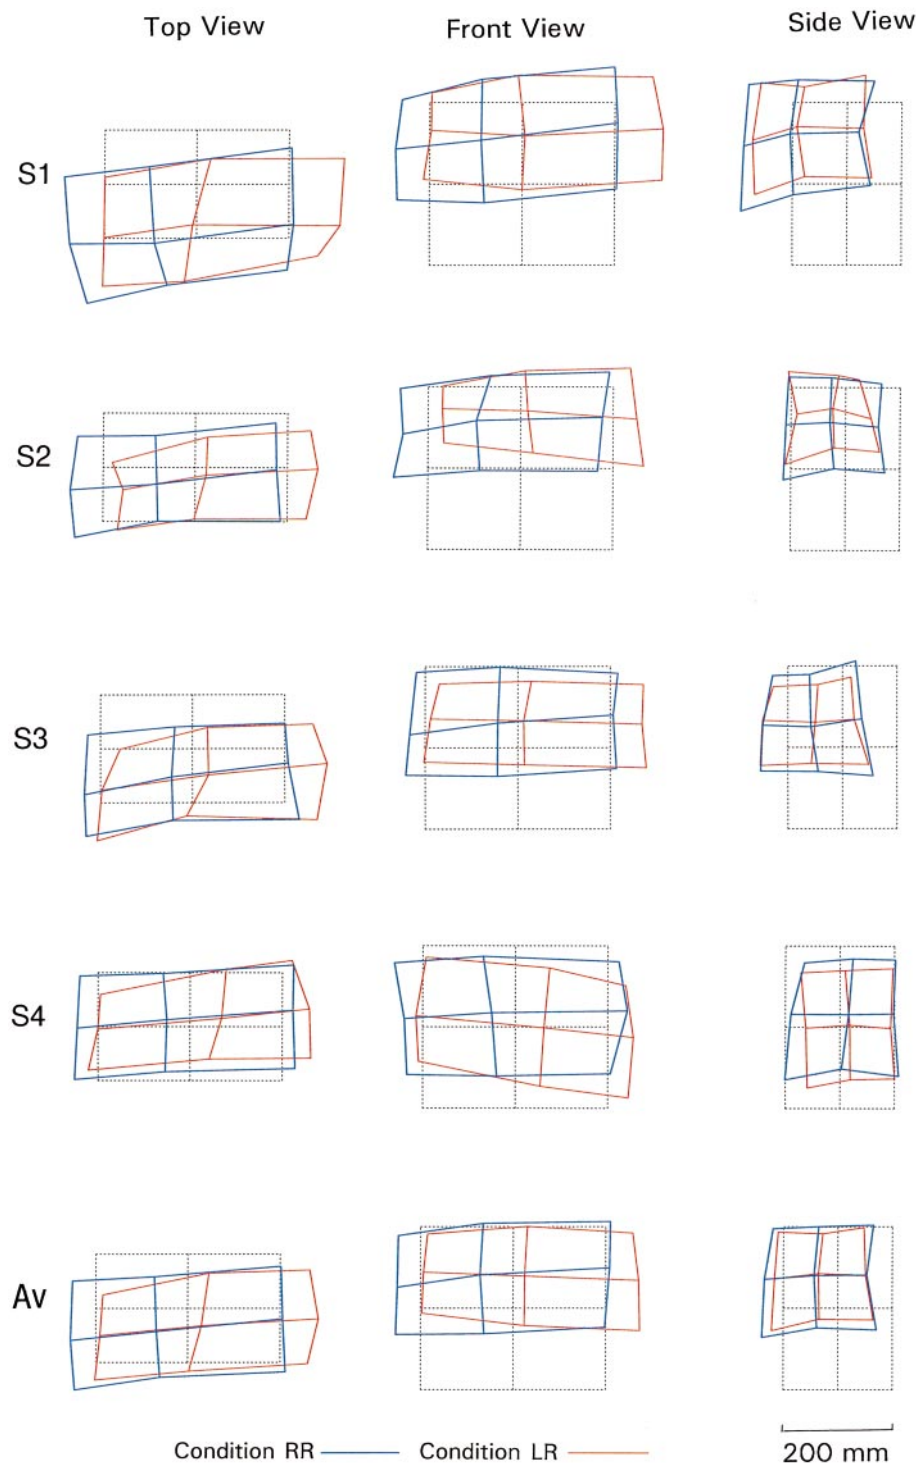 Top View
Front View
Side View
S1
S2
S3
S4
Av
Condition RR
Condition LR
200 mm